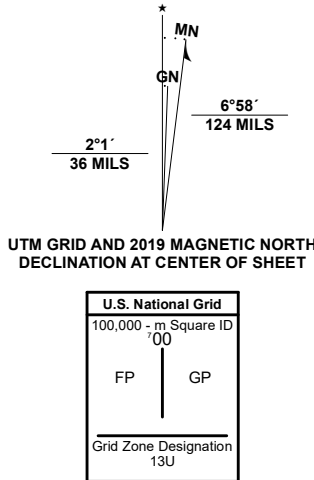 ★
MN
GN
6°58´
124 MILS
2°1´
36 MILS
UTM GRID AND 2019 MAGNETIC NORTH
DECLINATION AT CENTER OF SHEET
U.S. National Grid
100,000 - m Square ID
⁷00
FP GP
Grid Zone Designation
13U